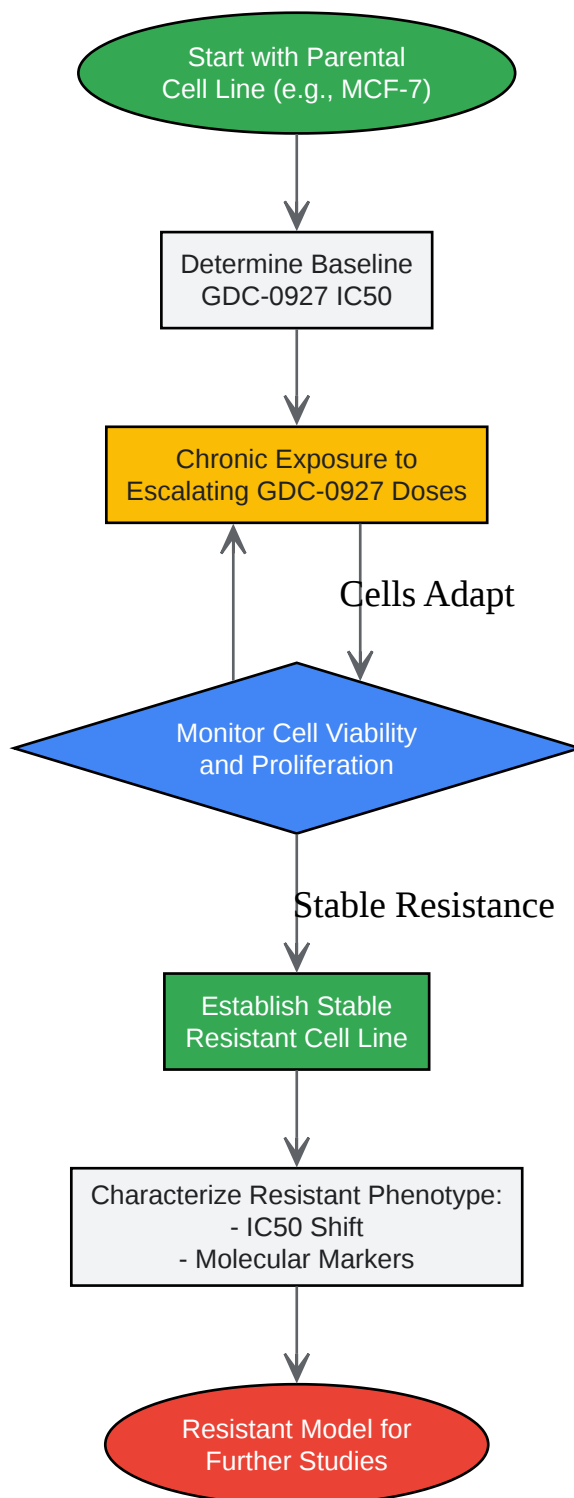 Start with Parental
Cell Line (e.g., MCF-7)
Determine Baseline
GDC-0927 IC50
Chronic Exposure to
Escalating GDC-0927 Doses
Cells Adapt
Monitor Cell Viability
and Proliferation
Stable Resistance
Establish Stable
Resistant Cell Line
Characterize Resistant Phenotype:
- IC50 Shift
- Molecular Markers
Resistant Model for
Further Studies